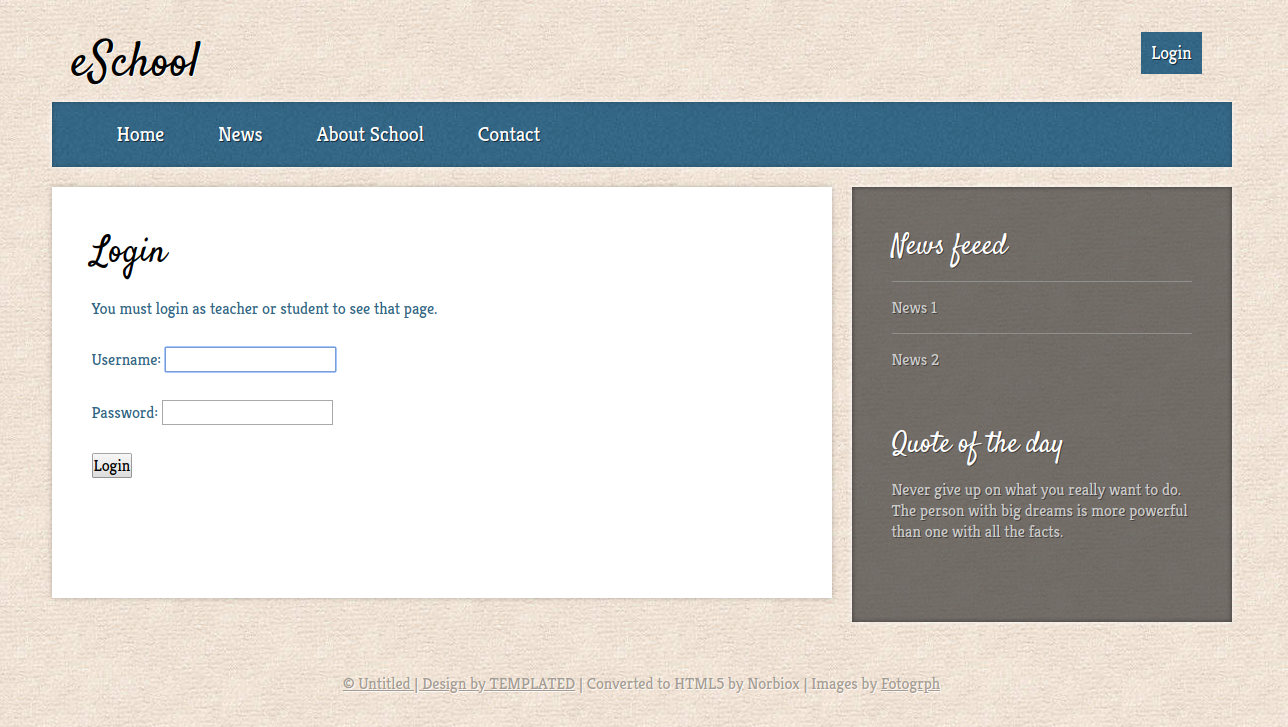 eSchool
Login
Home News About School Contact
Login
You must login as teacher or student to see that page.
Username:
Password:
Login
News feeed
News 1
News 2
Quote of the day
Never give up on what you really want to do.
The person with big dreams is more powerful
than one with all the facts.
© Untitled | Design by TEMPLATED | Converted to HTML5 by Norbiox | Images by Fotogrph